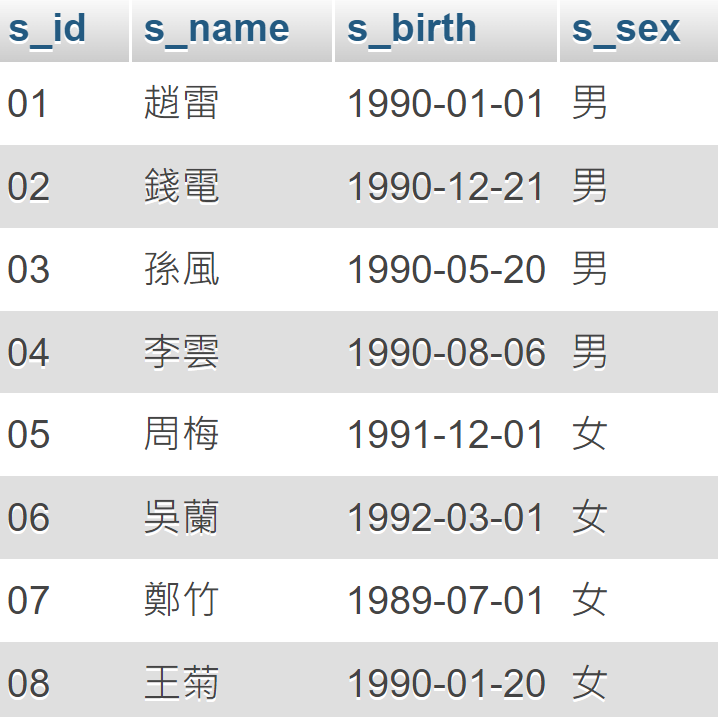 s_id s_name s_birth s_sex
01 趙雷 1990-01-01 男
02 錢電 1990-12-21 男
03 孫風 1990-05-20 男
04 李雲 1990-08-06 男
05 周梅 1991-12-01 女
06 吳蘭 1992-03-01 女
07 鄭竹 1989-07-01 女
08 王菊 1990-01-20 女